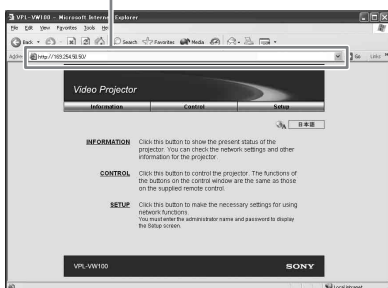 VPL-VW100 - Microsoft Internet Explorer
File Edit View Favorites Tools Help
Back Search Favorites Media
Address http://169.254.50.50/ Go Links
Video Projector
Information Control Setup
日本語
INFORMATION Click this button to show the present status of the
projector. You can check the network settings and other
information for the projector.
CONTROL Click this button to control the projector. The functions of
the buttons on the control window are the same as those
on the supplied remote control.
SETUP Click this button to make the necessary settings for using
network functions.
You must enter the administrator name and password to display
the Setup screen.
VPL-VW100 SONY
Local intranet